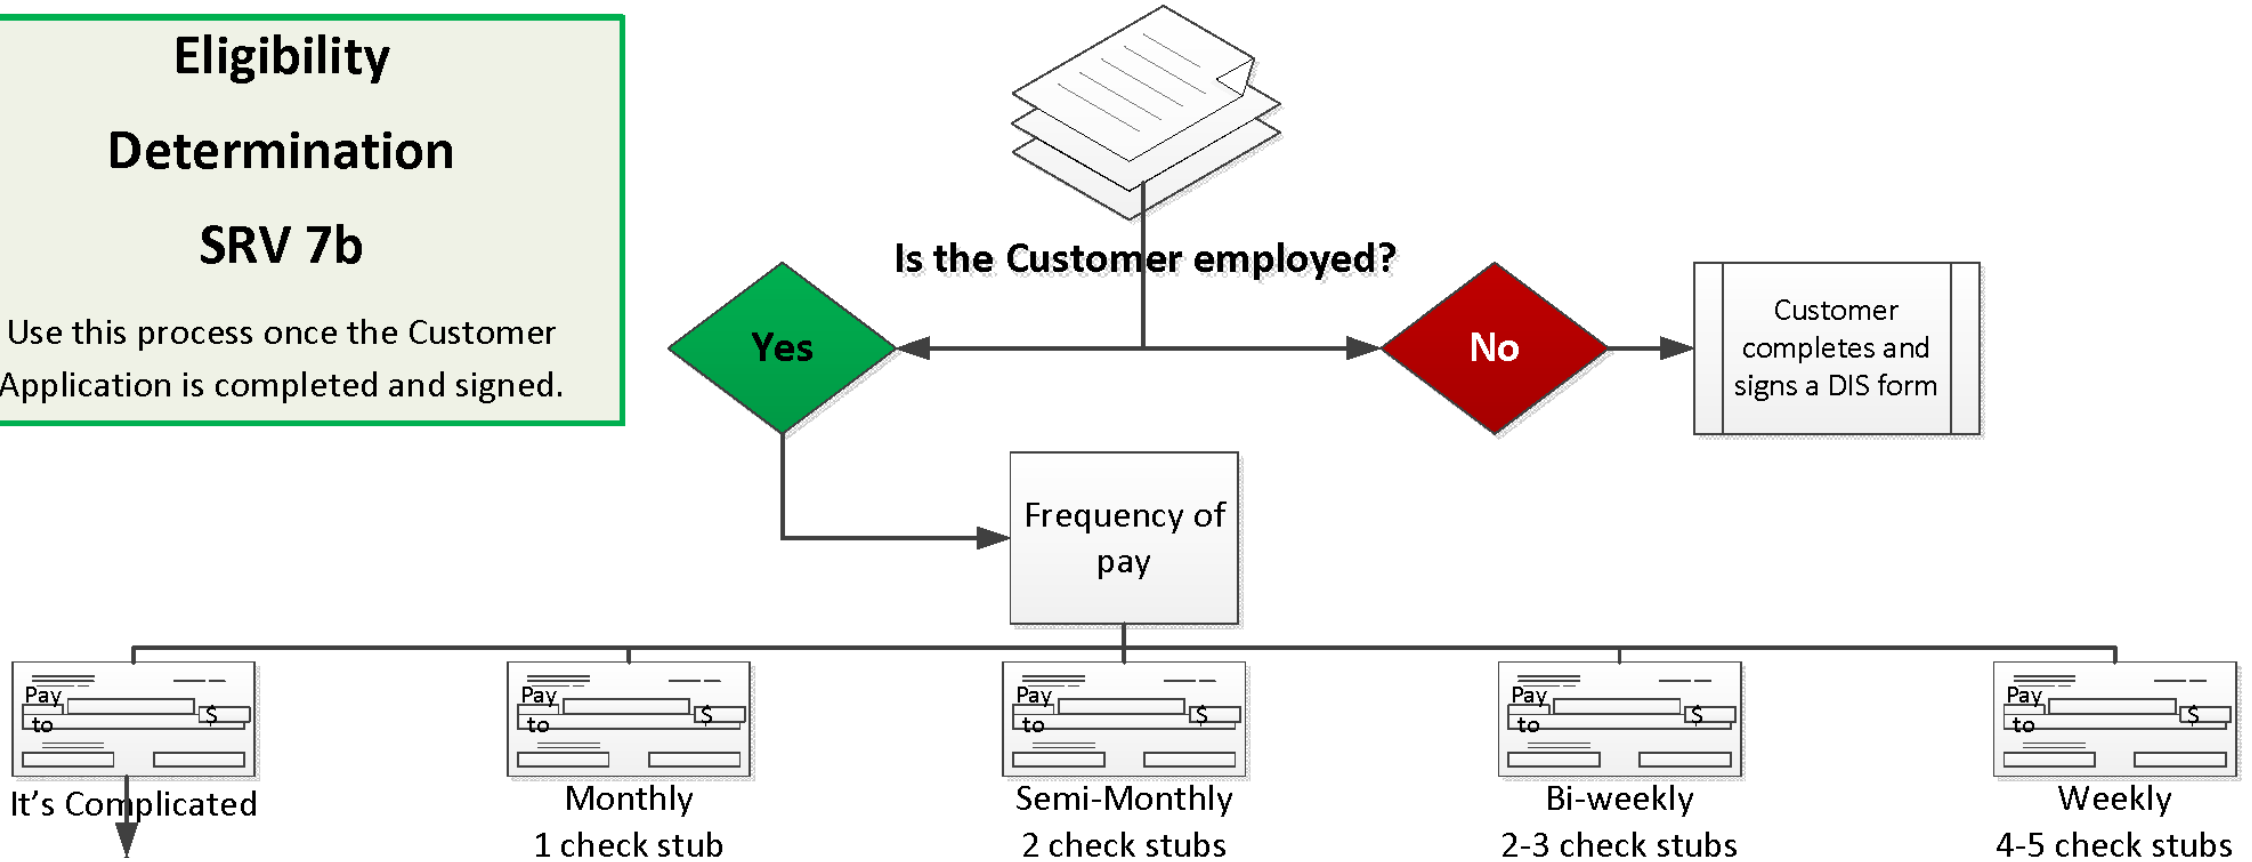 Eligibility
Determination
SRV 7b
Use this process once the Customer
Application is completed and signed.
Is the Customer employed?
Yes
No
Customer
completes and
signs a DIS form
Frequency of
pay
Pay
to
$
Pay
to
$
Pay
to
$
Pay
to
$
Pay
to
$
It's Complicated
Monthly
1 check stub
Semi-Monthly
2 check stubs
Bi-weekly
2-3 check stubs
Weekly
4-5 check stubs